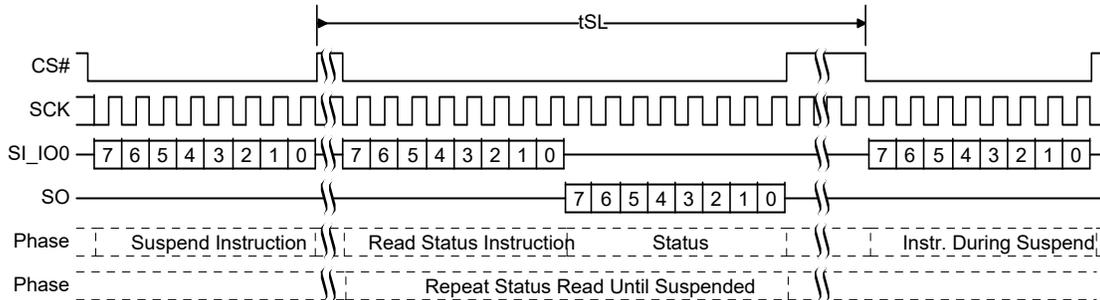 tSL
CS#
SCK
SI_IO0 7 6 5 4 3 2 1 0 7 6 5 4 3 2 1 0 7 6 5 4 3 2 1 0
SO 7 6 5 4 3 2 1 0
Phase Suspend Instruction Read Status Instruction Status Instr. During Suspend
Phase Repeat Status Read Until Suspended